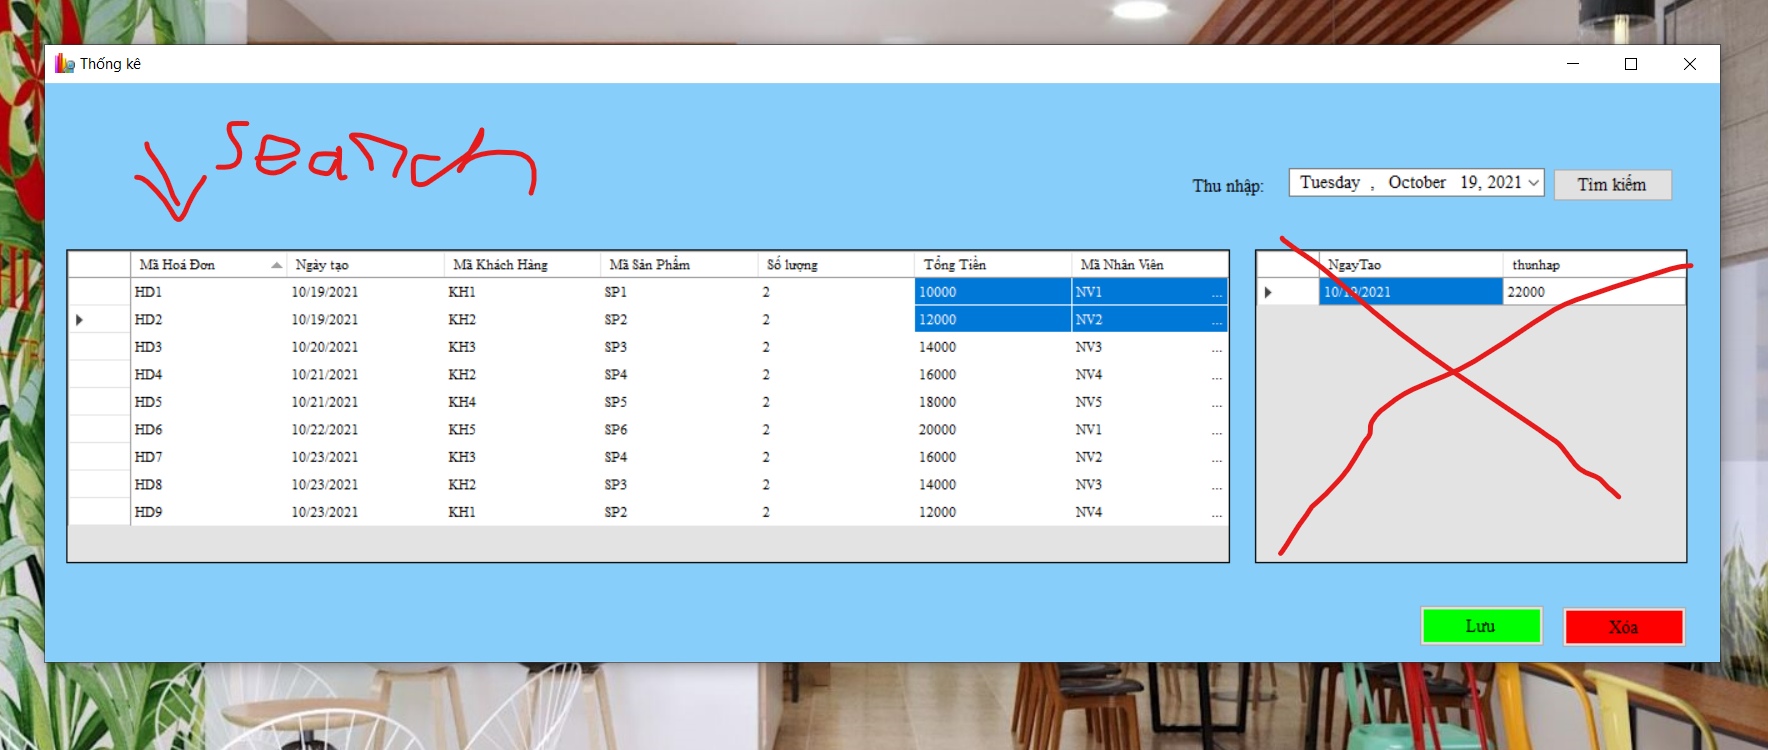 Thống kê
search
Thu nhập: Tuesday , October 19, 2021 Tìm kiếm
Mã Hoá Đơn Ngày tạo Mã Khách Hàng Mã Sản Phẩm Số lượng Tổng Tiền Mã Nhân Viên
HD1 10/19/2021 KH1 SP1 2 10000 NV1 ...
HD2 10/19/2021 KH2 SP2 2 12000 NV2 ...
HD3 10/20/2021 KH3 SP3 2 14000 NV3 ...
HD4 10/21/2021 KH2 SP4 2 16000 NV4 ...
HD5 10/21/2021 KH4 SP5 2 18000 NV5 ...
HD6 10/22/2021 KH5 SP6 2 20000 NV1 ...
HD7 10/23/2021 KH3 SP4 2 16000 NV2 ...
HD8 10/23/2021 KH2 SP3 2 14000 NV3 ...
HD9 10/23/2021 KH1 SP2 2 12000 NV4 ...
NgayTao thunhap
10/19/2021 22000
Lưu Xóa